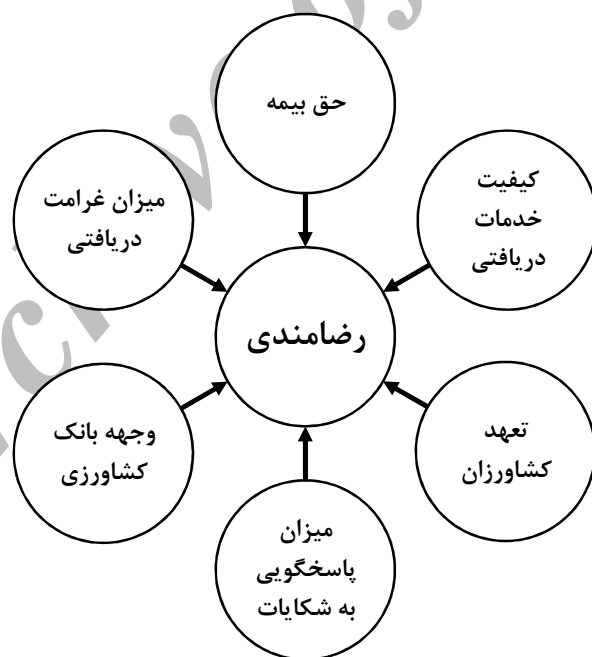 حق بیمه
کیفیت
خدمات
دریافتی
میزان غرامت
دریافتی
رضامندی
تعهد
کشاورزان
وجهه بانک
کشاورزی
میزان
پاسخگویی
به شکایات